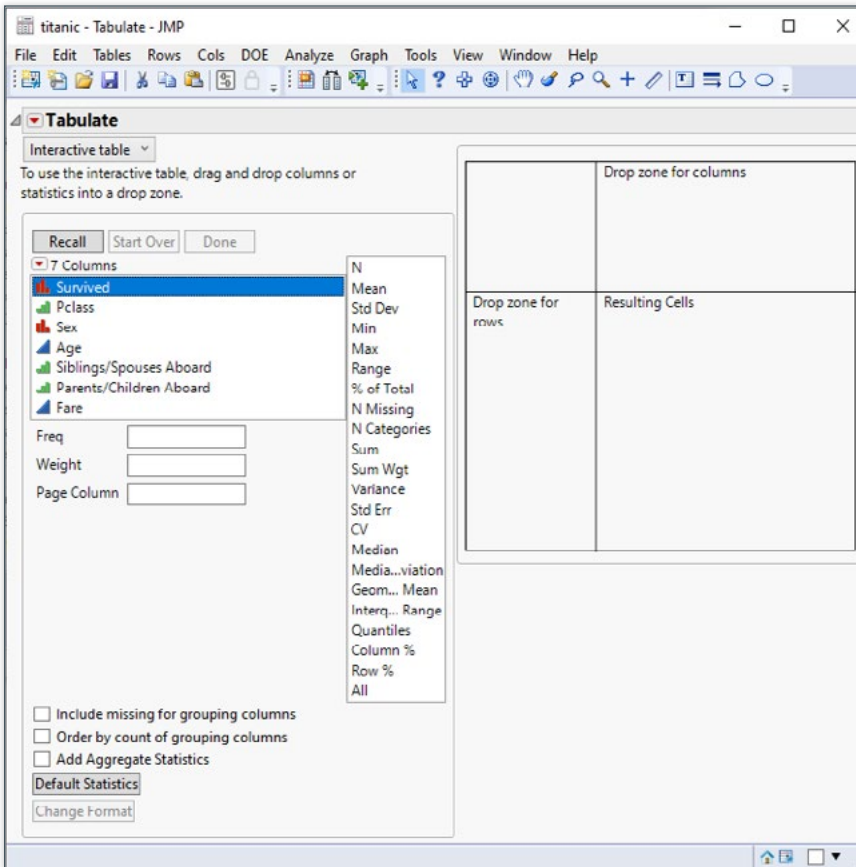 titanic - Tabulate - JMP
File Edit Tables Rows Cols DOE Analyze Graph Tools View Window Help
Tabulate
Interactive table
To use the interactive table, drag and drop columns or
statistics into a drop zone.
Recall Start Over Done
7 Columns
Survived
Pclass
Sex
Age
Siblings/Spouses Aboard
Parents/Children Aboard
Fare
Freq
Weight
Page Column
N
Mean
Std Dev
Min
Max
Range
% of Total
N Missing
N Categories
Sum
Sum Wgt
Variance
Std Err
CV
Median
Media...viation
Geom... Mean
Interq... Range
Quantiles
Column %
Row %
All
Include missing for grouping columns
Order by count of grouping columns
Add Aggregate Statistics
Default Statistics
Change Format
Drop zone for columns
Drop zone for
rows
Resulting Cells